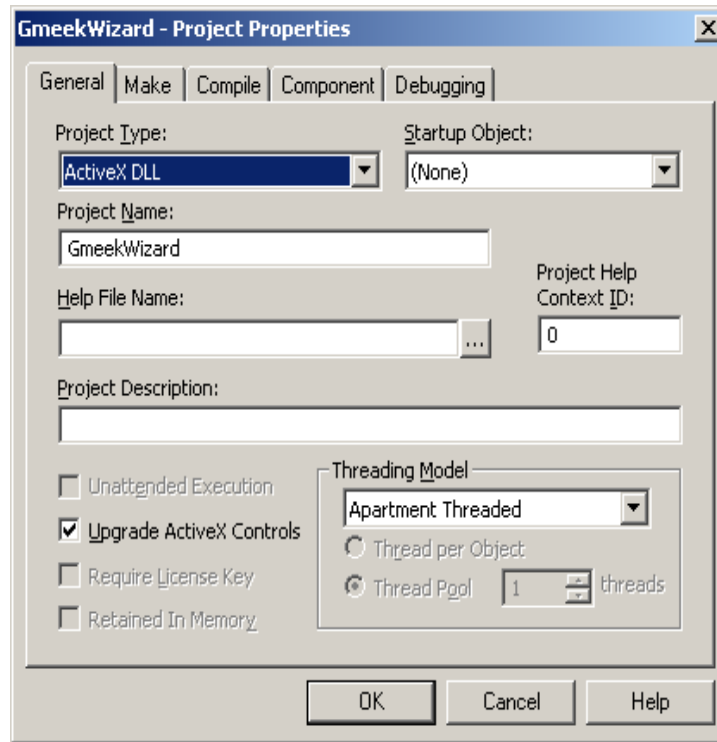 GmeekWizard - Project Properties
General Make Compile Component Debugging
Project Type: Startup Object:
ActiveX DLL (None)
Project Name:
GmeekWizard
Project Help
Context ID:
Help File Name:
... 0
Project Description:
Threading Model
Unattended Execution
Apartment Threaded
Upgrade ActiveX Controls
Thread per Object
Require License Key
Thread Pool 1 threads
Retained In Memory
OK Cancel Help